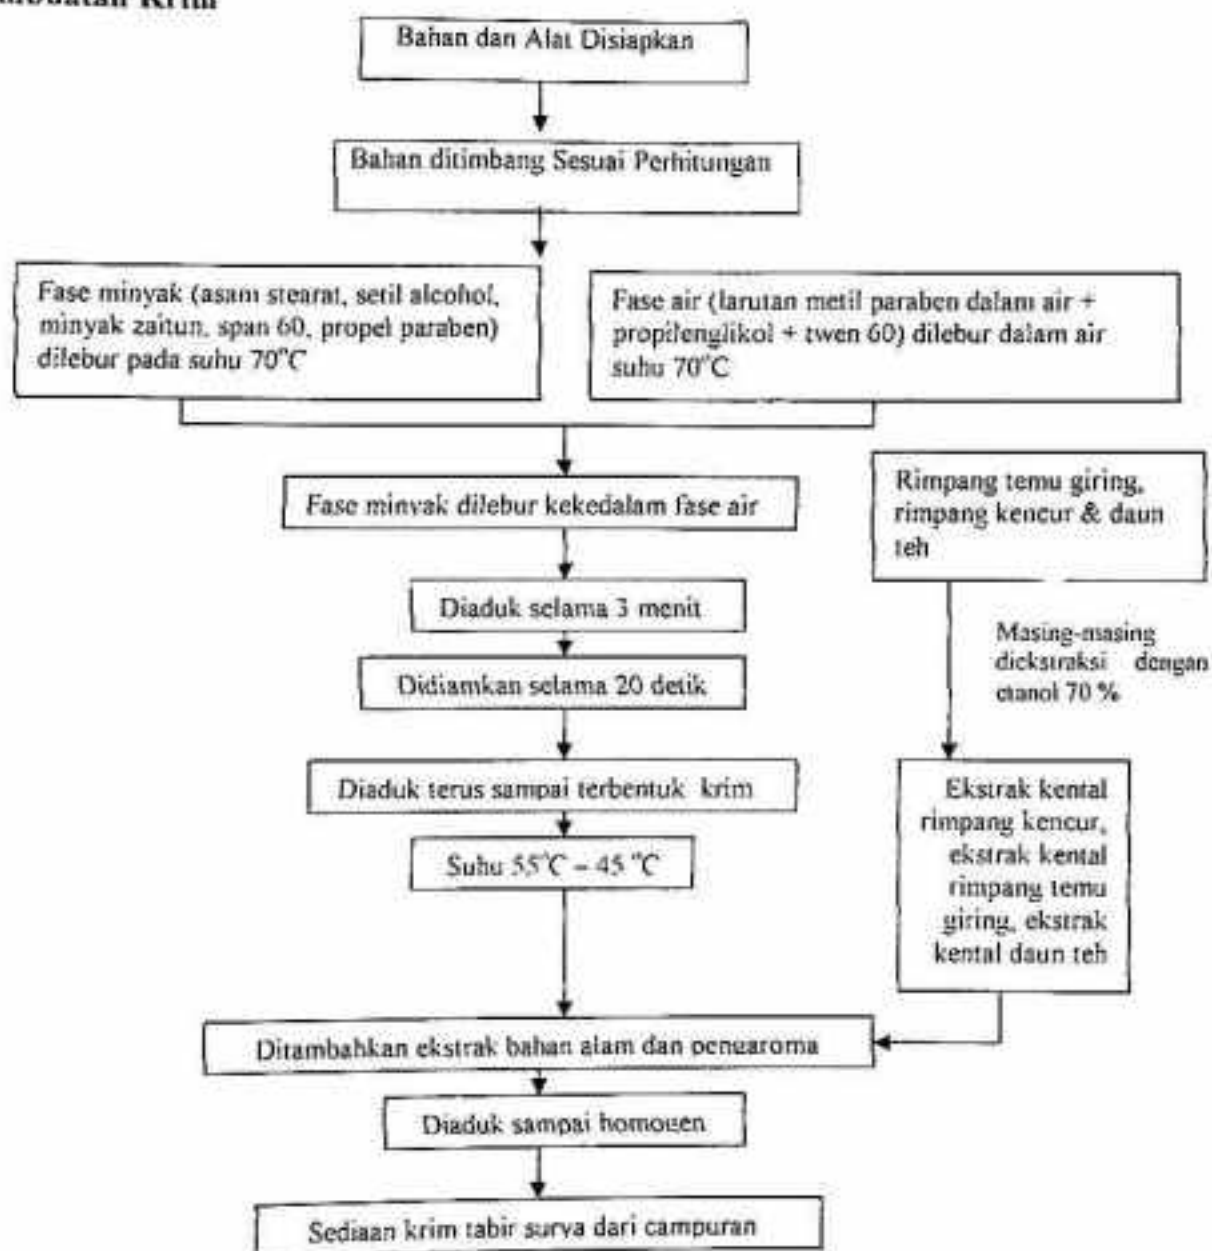 Krim
Bahan dan Alat Disiapkan
Bahan ditimbang Sesuai Perhitungan
Fase minyak (asam stearat, setil alcohol,
minyak zaitun, span 60, propel paraben)
dilebur pada suhu 70°C
Fase air (larutan metil paraben dalam air +
propilenglikol + twen 60) dilebur dalam air
suhu 70°C
Fase minyak dilebur kekedalam fase air
Rimpang temu giring,
rimpang kencur & daun
teh
Diaduk selama 3 menit
Masing-masing
diekstraksi dengan
etanol 70 %
Didiamkan selama 20 detik
Diaduk terus sampai terbentuk krim
Suhu 55°C – 45 °C
Ekstrak kental
rimpang kencur,
ekstrak kental
rimpang temu
giring, ekstrak
kental daun teh
Ditambahkan ekstrak bahan alam dan pengaroma
Diaduk sampai homogen
Sediaan krim tabir surya dari campuran